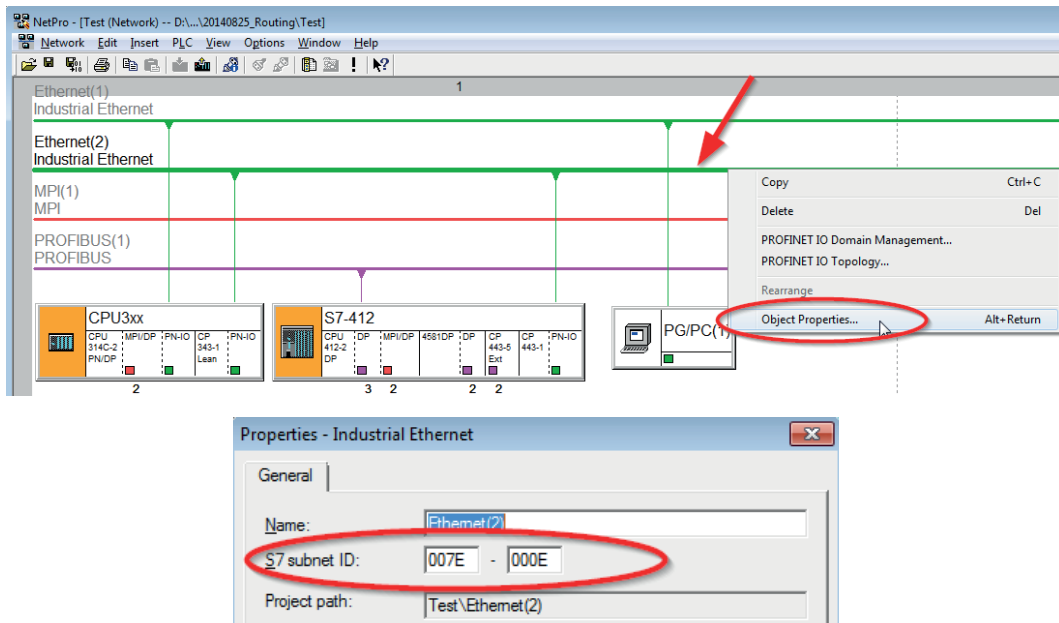 NetPro - [Test (Network) -- D:\...\20140825_Routing\Test]
Network Edit Insert PLC View Options Window Help
1
Ethernet(1)
Industrial Ethernet
Ethernet(2)
Industrial Ethernet
MPI(1)
MPI
PROFIBUS(1)
PROFIBUS
Copy Ctrl+C
Delete Del
PROFINET IO Domain Management...
PROFINET IO Topology...
Rearrange
Object Properties... Alt+Return
CPU3xx
CPU 314C-2 PN/DP
MPI/DP
PN-IO
CP 343-1 Lean
PN-IO
2
S7-412
CPU 412-2 DP
DP
MPI/DP
4581DP
DP
CP 443-5 Ext
CP 443-1
PN-IO
3 2 2 2
PG/PC(1)
Properties - Industrial Ethernet
General
Name: Ethernet(2)
S7 subnet ID: 007E - 000E
Project path: Test\Ethernet(2)